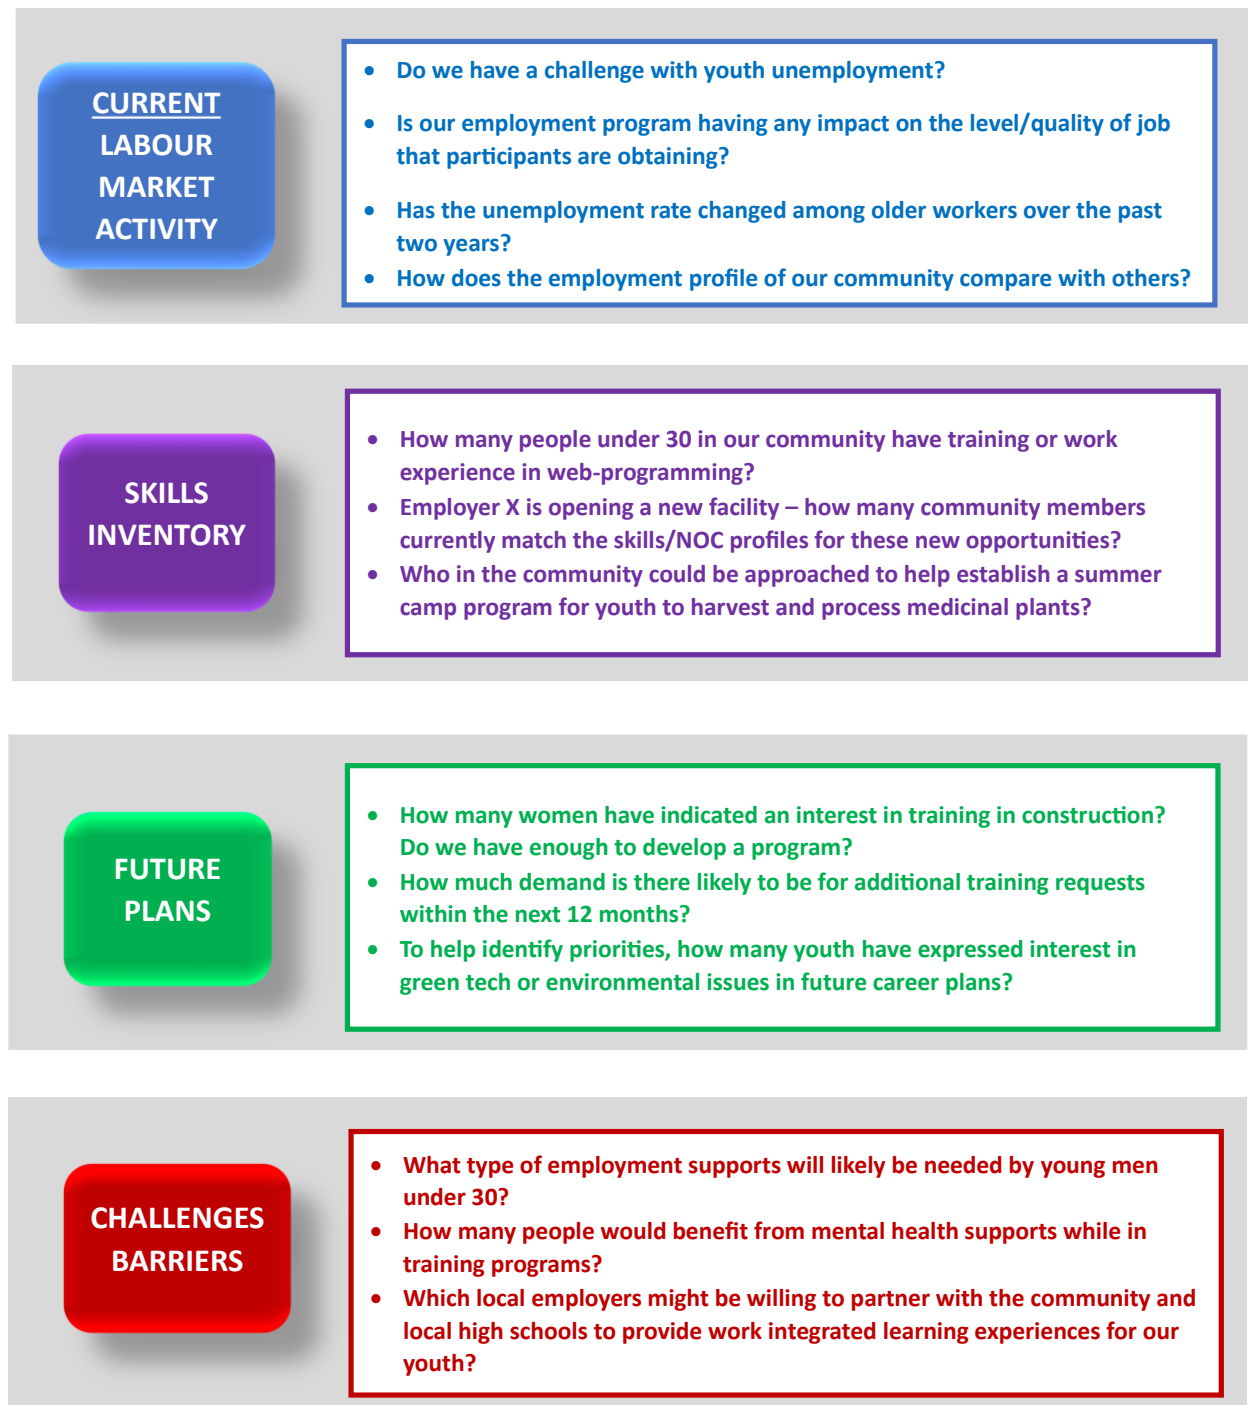 CURRENT
LABOUR
MARKET
ACTIVITY
• Do we have a challenge with youth unemployment?
• Is our employment program having any impact on the level/quality of job
that participants are obtaining?
• Has the unemployment rate changed among older workers over the past
two years?
• How does the employment profile of our community compare with others?
SKILLS
INVENTORY
• How many people under 30 in our community have training or work
experience in web-programming?
• Employer X is opening a new facility – how many community members
currently match the skills/NOC profiles for these new opportunities?
• Who in the community could be approached to help establish a summer
camp program for youth to harvest and process medicinal plants?
FUTURE
PLANS
• How many women have indicated an interest in training in construction?
Do we have enough to develop a program?
• How much demand is there likely to be for additional training requests
within the next 12 months?
• To help identify priorities, how many youth have expressed interest in
green tech or environmental issues in future career plans?
CHALLENGES
BARRIERS
• What type of employment supports will likely be needed by young men
under 30?
• How many people would benefit from mental health supports while in
training programs?
• Which local employers might be willing to partner with the community and
local high schools to provide work integrated learning experiences for our
youth?